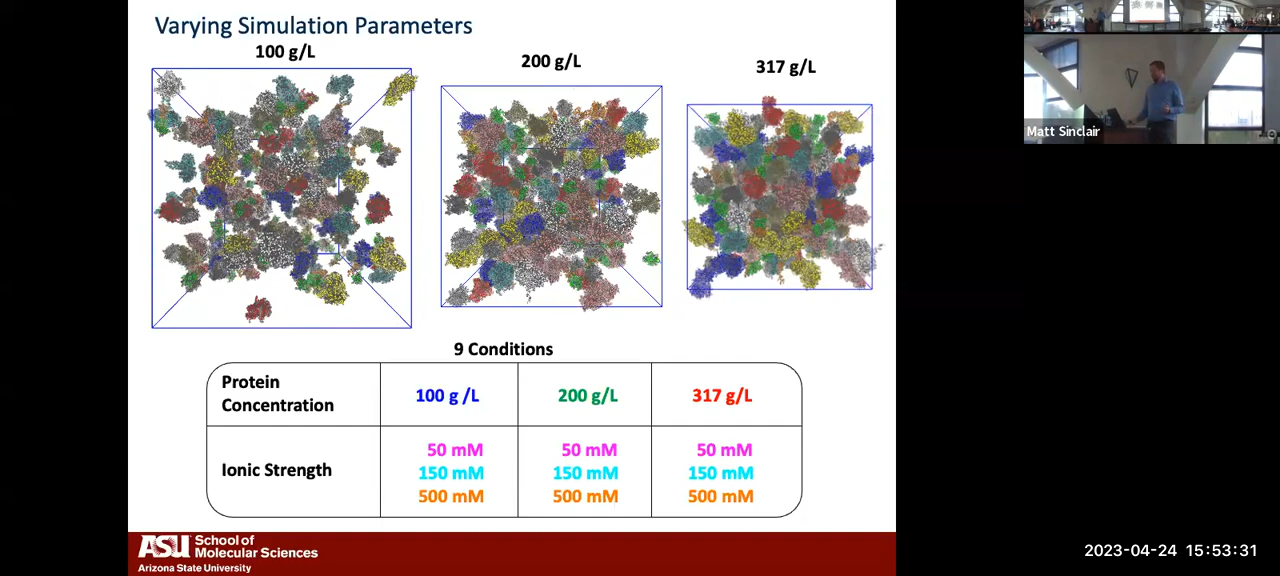 Varying Simulation Parameters
100 g/L
200 g/L
317 g/L
9 Conditions
Protein Concentration
100 g /L
200 g/L
317 g/L
Ionic Strength
50 mM
150 mM
500 mM
50 mM
150 mM
500 mM
50 mM
150 mM
500 mM
ASU School of
Molecular Sciences
Arizona State University
Matt Sinclair
2023-04-24 15:53:31